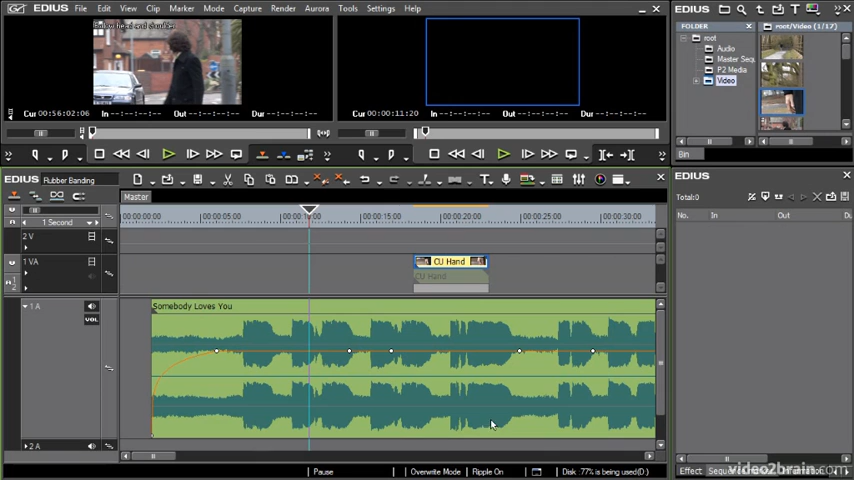 EDIUS File Edit View Clip Marker Mode Capture Render Aurora Tools Settings Help
Cur 00:56:02:06 In --:--:--:-- Out --:--:--:-- Dur --:--:--:--
Cur 00:00:11:20 In --:--:--:-- Out --:--:--:-- Dur --:--:--:--
EDIUS
FOLDER
root/Video (1/17)
root
Audio
Master Seq
P2 Media
Video
Bin
EDIUS Rubber Banding
Master
1 Second
00:00:00:00 00:00:05:00 00:00:10:00 00:00:15:00 00:00:20:00 00:00:25:00 00:00:30:00
2 V
1 VA
CU Hand
CU Hand
1 A
Somebody Loves You
VOL
2 A
Pause Overwrite Mode Ripple On Disk 77% is being used(D:)
EDIUS
Total:0
No. In Out Du
Effect
video2brain.com